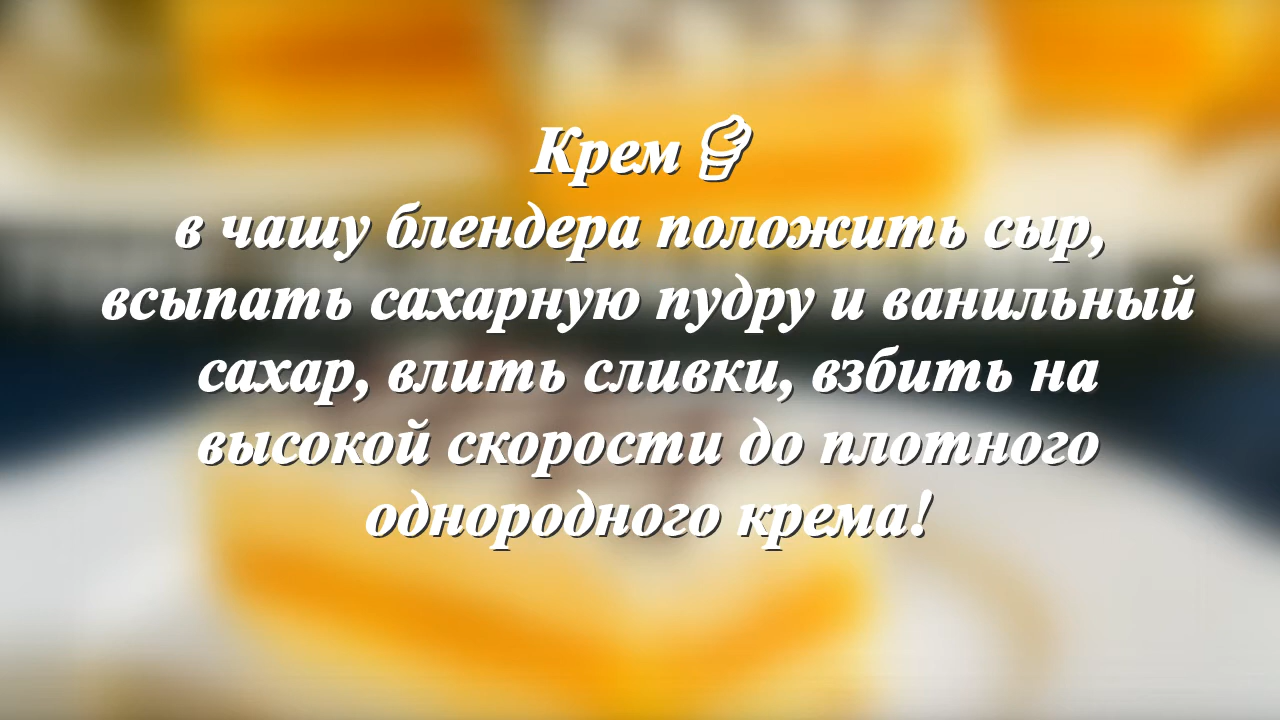 Крем 🍦
в чашу блендера положить сыр,
всыпать сахарную пудру и ванильный
сахар, влить сливки, взбить на
высокой скорости до плотного
однородного крема!